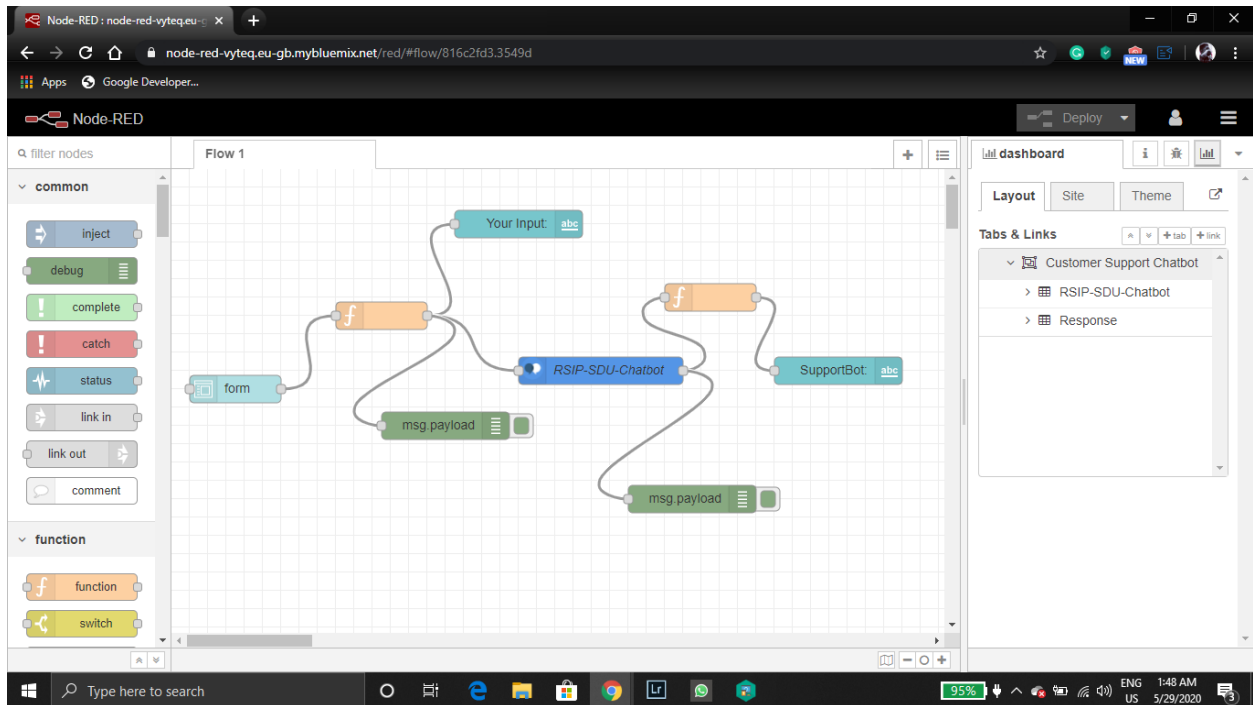 Node-RED : node-red-vyteq.eu-g
node-red-vyteq.eu-gb.mybluemix.net/red/#flow/816c2fd3.3549d
NEW
Apps
Google Developer...
Node-RED
Deploy
filter nodes
Flow 1
dashboard
i
common
inject
debug
complete
catch
status
link in
link out
comment
function
f function
switch
Your Input: abc
f
f
form
RSIP-SDU-Chatbot
SupportBot: abc
msg.payload
msg.payload
Layout
Site
Theme
Tabs & Links
+ tab
+ link
Customer Support Chatbot
RSIP-SDU-Chatbot
Response
Type here to search
Lr
95%
ENG
US
1:48 AM
5/29/2020
3